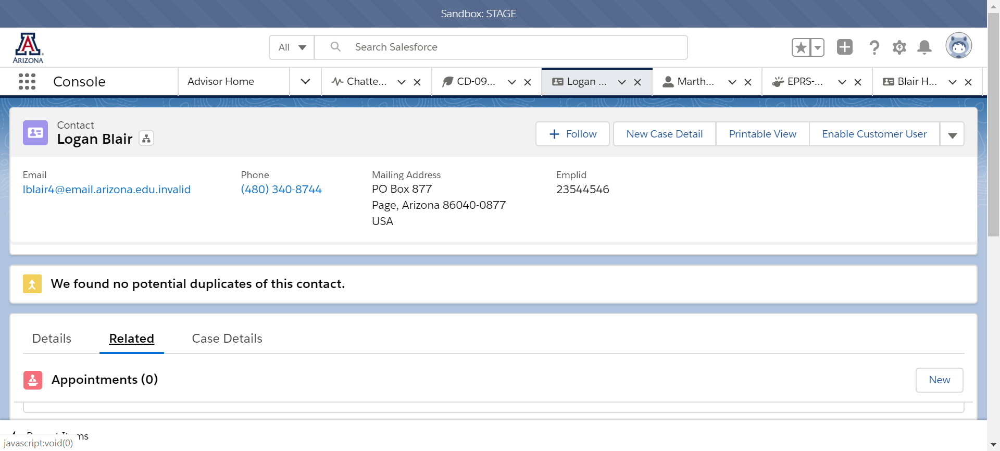 Sandbox: STAGE
ARIZONA
All
Search Salesforce
Console
Advisor Home
Chatte...
CD-09...
Logan ...
Marth...
EPRS-...
Blair H...
Contact
Logan Blair
Follow
New Case Detail
Printable View
Enable Customer User
Email
Phone
Mailing Address
Emplid
lblair4@email.arizona.edu.invalid
(480) 340-8744
PO Box 877
23544546
Page, Arizona 86040-0877
USA
We found no potential duplicates of this contact.
Details
Related
Case Details
Appointments (0)
New
javascript:void(0)